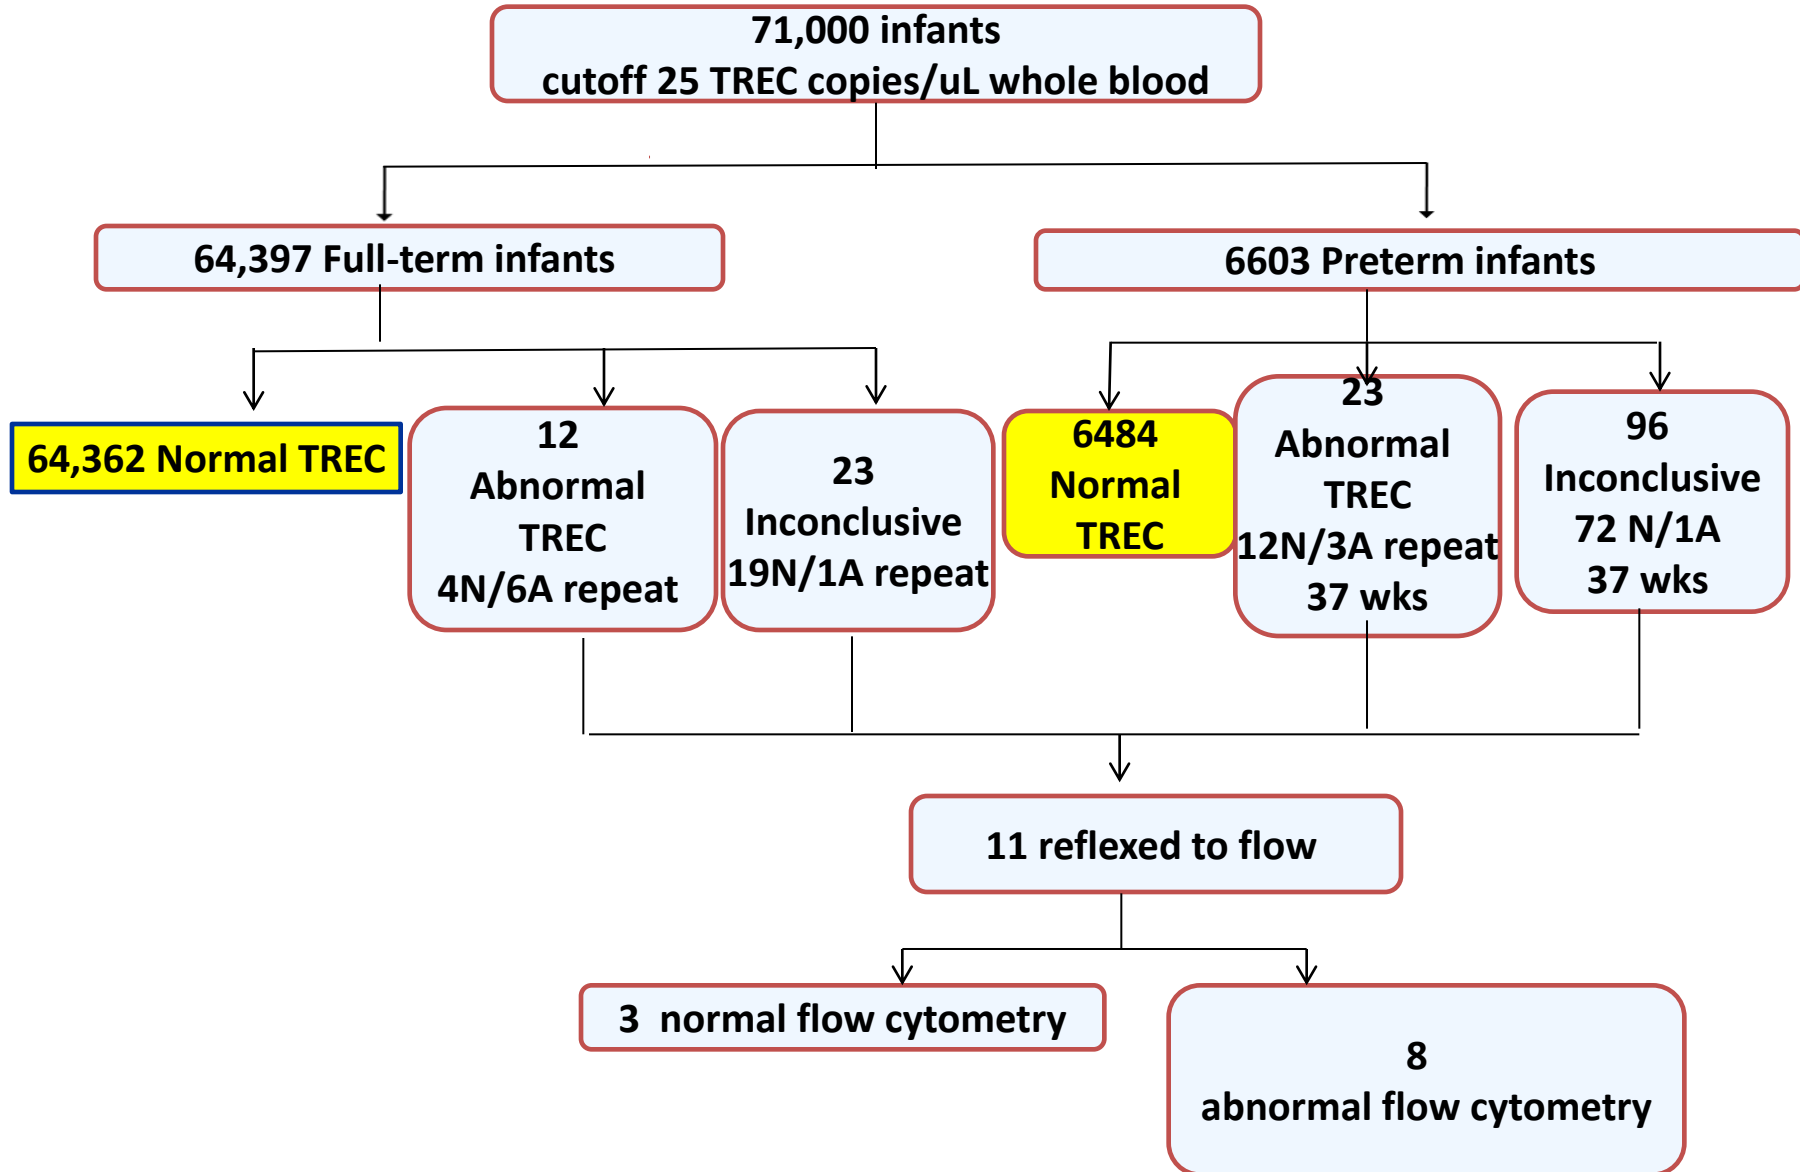 71,000 infants
cutoff 25 TREC copies/uL whole blood
64,397 Full-term infants
6603 Preterm infants
64,362 Normal TREC
12
Abnormal
TREC
4N/6A repeat
23
Inconclusive
19N/1A repeat
6484
Normal
TREC
23
Abnormal
TREC
12N/3A repeat
37 wks
96
Inconclusive
72 N/1A
37 wks
11 reflexed to flow
3 normal flow cytometry
8
abnormal flow cytometry